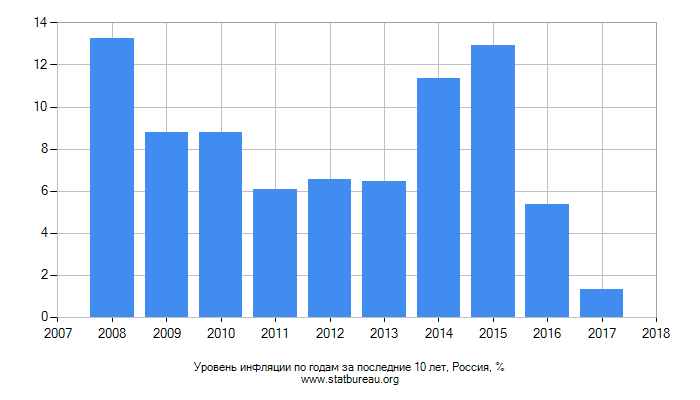 14
12
10
8
6
4
2
0
2007 2008 2009 2010 2011 2012 2013 2014 2015 2016 2017 2018
Уровень инфляции по годам за последние 10 лет, Россия, %
www.statbureau.org